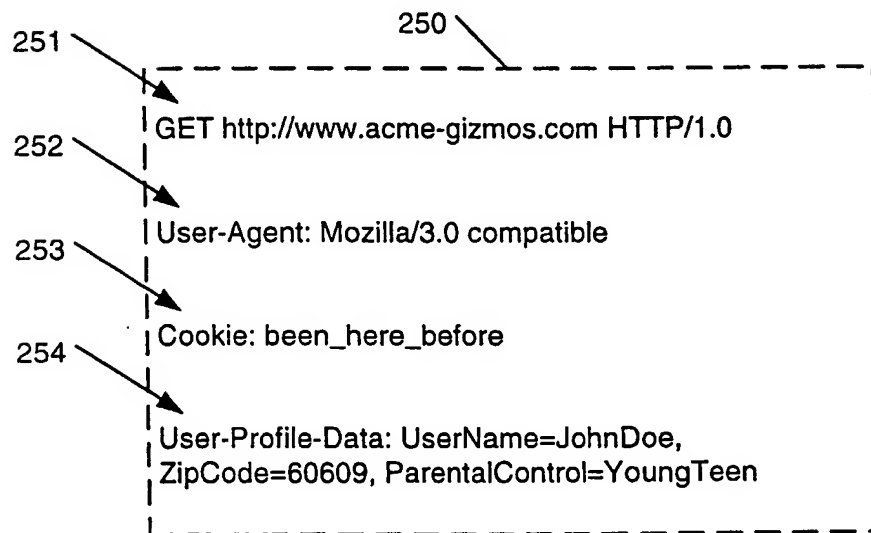 250
251
GET http://www.acme-gizmos.com HTTP/1.0
252
User-Agent: Mozilla/3.0 compatible
253
Cookie: been_here_before
254
User-Profile-Data: UserName=JohnDoe,
ZipCode=60609, ParentalControl=YoungTeen